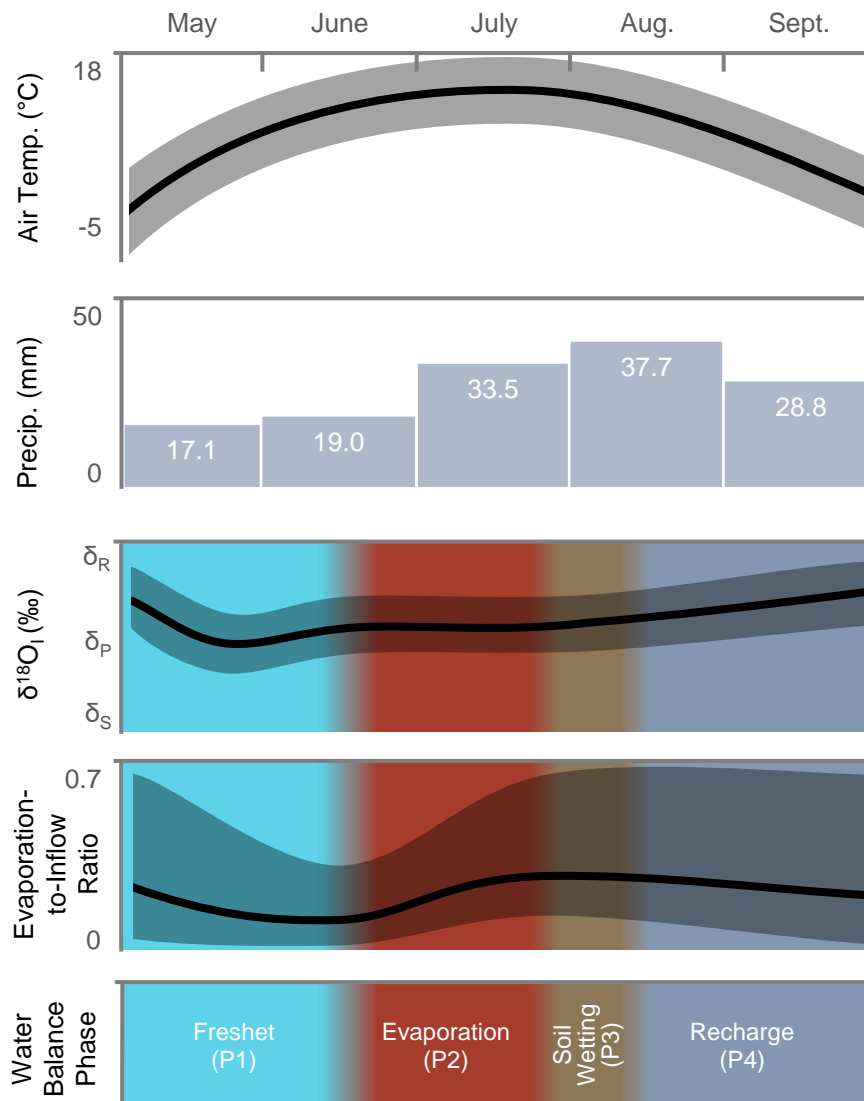 May June July Aug. Sept.
18
Air Temp. (°C)
-5
50
Precip. (mm)
17.1 19.0 33.5 37.7 28.8
0
δR
δ¹⁸OI (‰)
δP
δS
0.7
Evaporation-
to-Inflow
Ratio
0
Water
Balance
Phase
Freshet
(P1)
Evaporation
(P2)
Soil
Wetting
(P3)
Recharge
(P4)